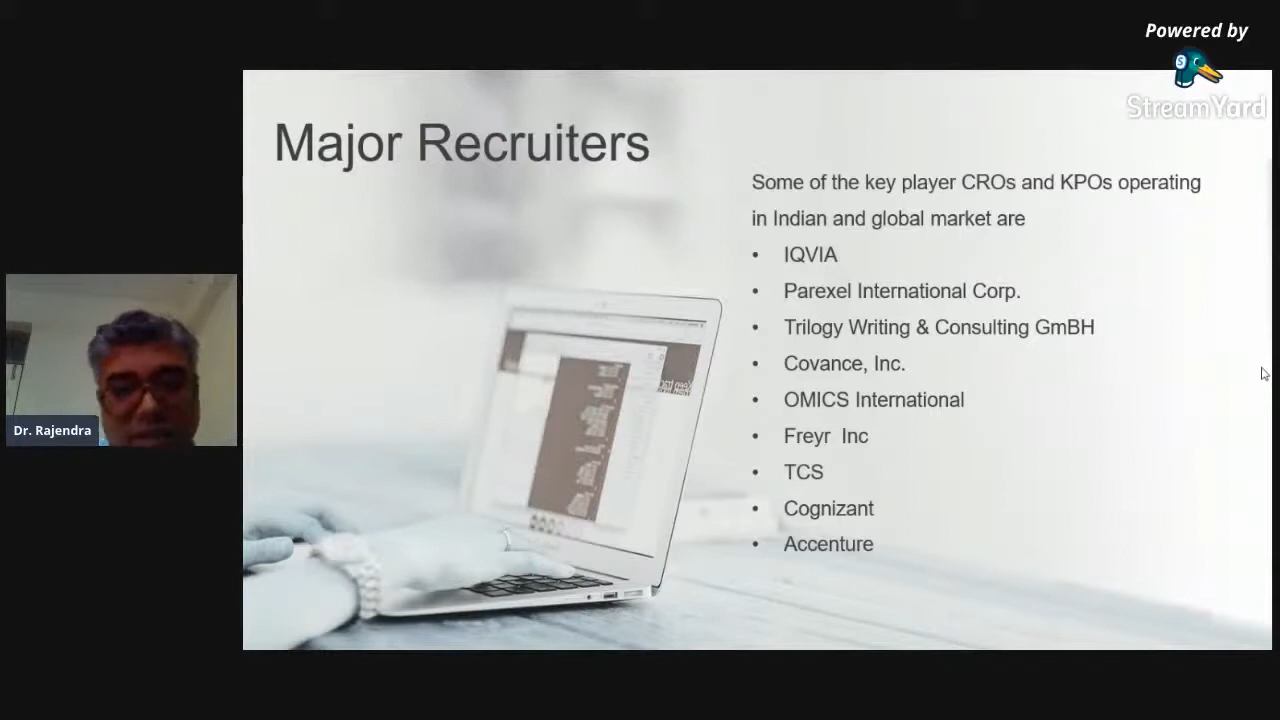 Powered by
StreamYard
Major Recruiters
Some of the key player CROs and KPOs operating
in Indian and global market are
• IQVIA
• Parexel International Corp.
• Trilogy Writing & Consulting GmBH
• Covance, Inc.
• OMICS International
• Freyr Inc
• TCS
• Cognizant
• Accenture
Dr. Rajendra